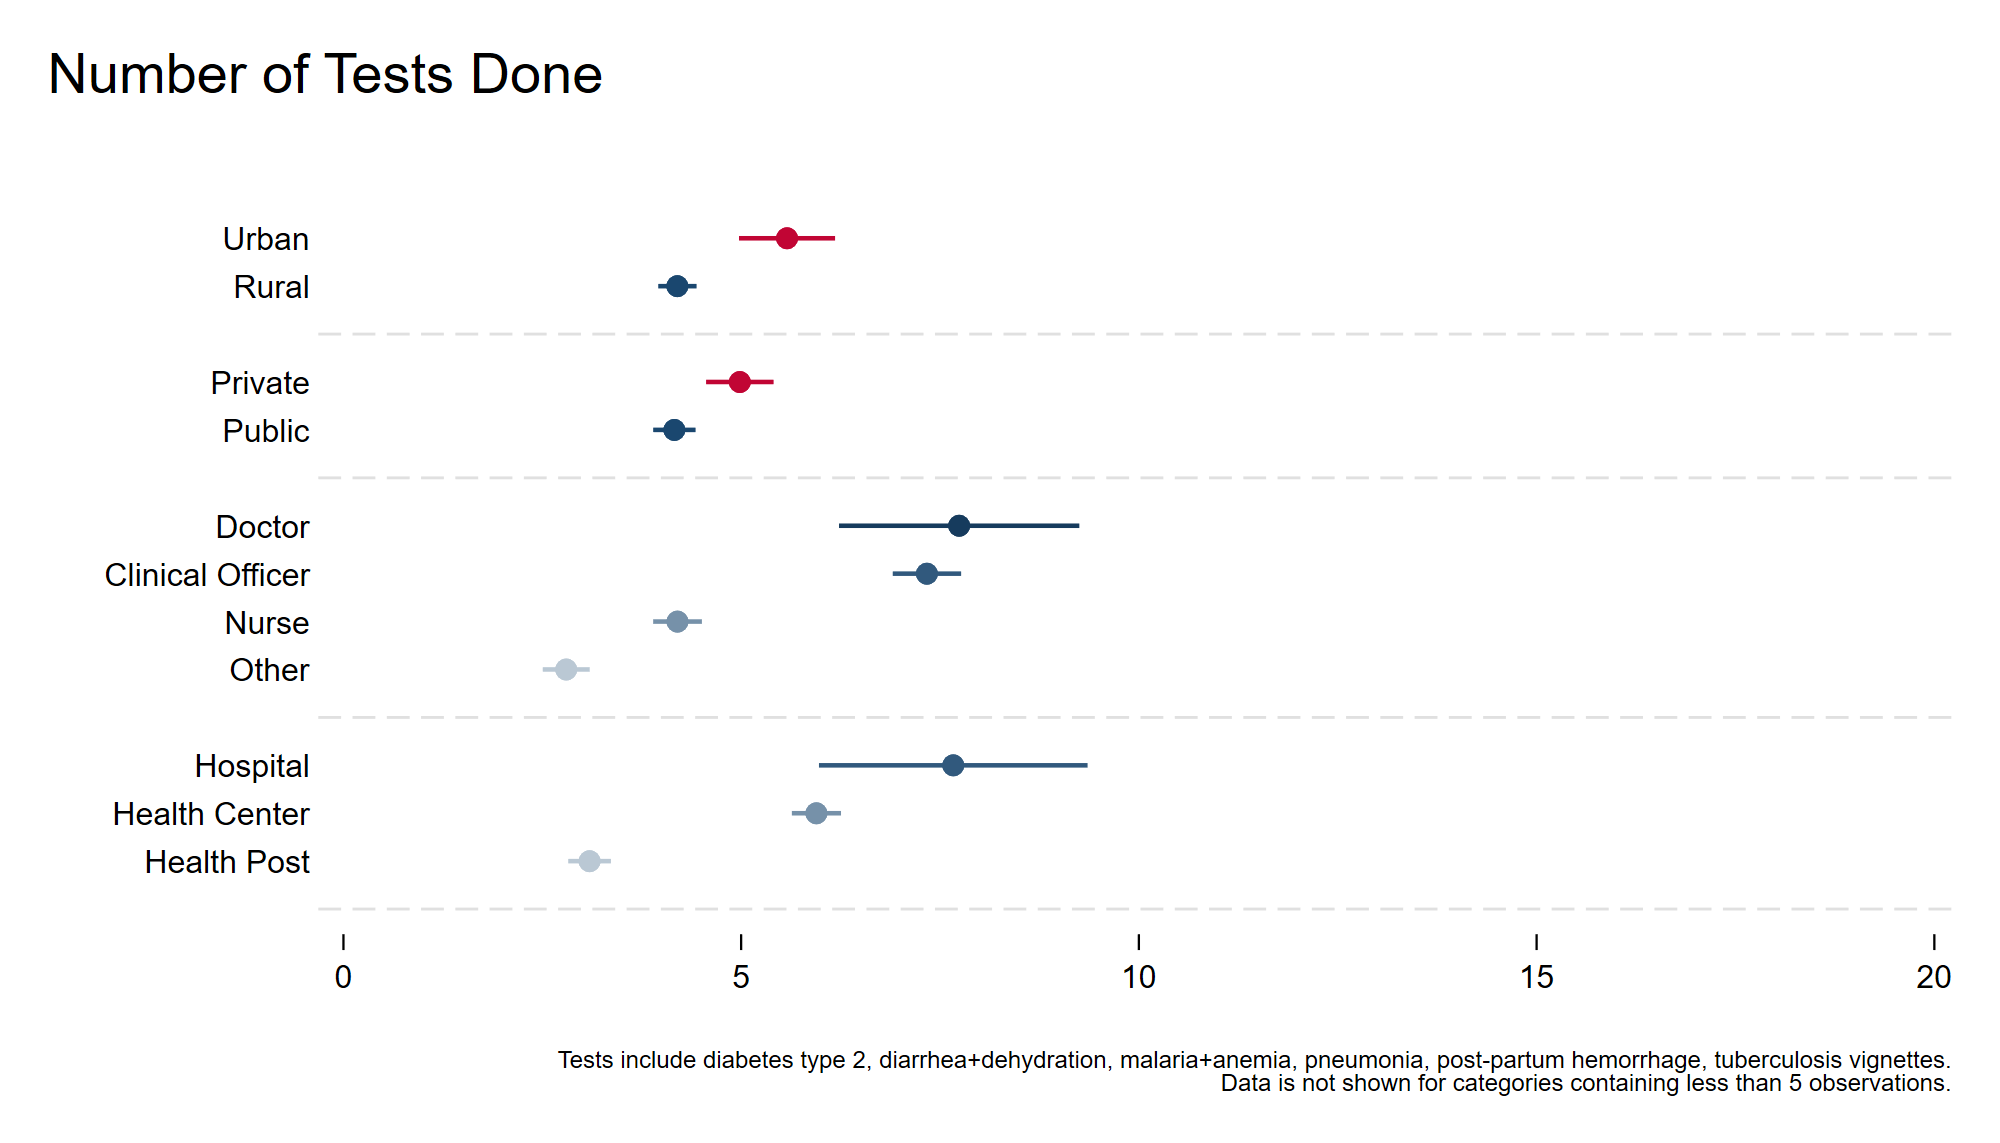 Number of Tests Done
Urban
Rural
Private
Public
Doctor
Clinical Officer
Nurse
Other
Hospital
Health Center
Health Post
0 5 10 15 20
Tests include diabetes type 2, diarrhea+dehydration, malaria+anemia, pneumonia, post-partum hemorrhage, tuberculosis vignettes.
Data is not shown for categories containing less than 5 observations.